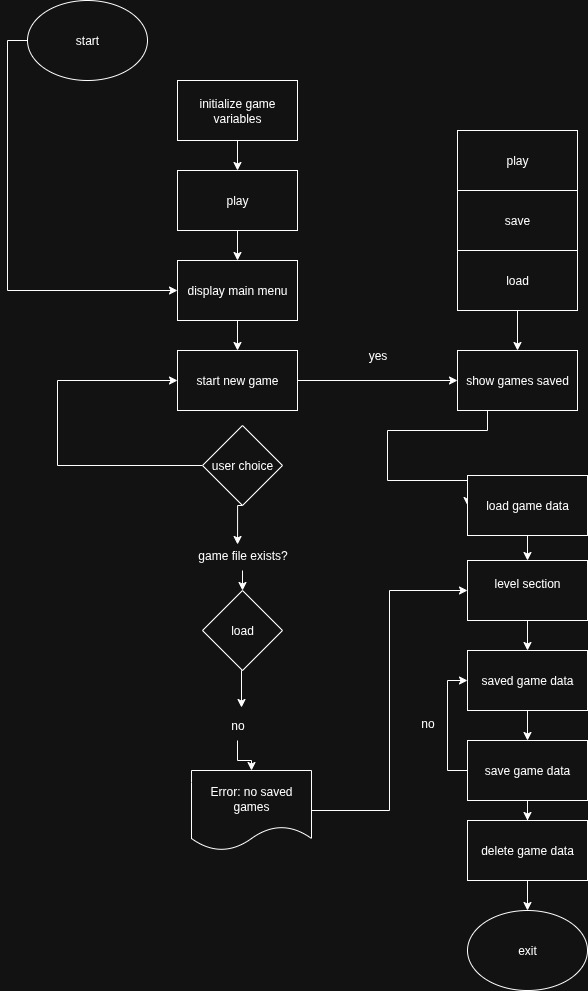 start
initialize game
variables
play
display main menu
start new game
user choice
game file exists?
load
no
Error: no saved
games
yes
play
save
load
show games saved
load game data
level section
saved game data
no
save game data
delete game data
exit